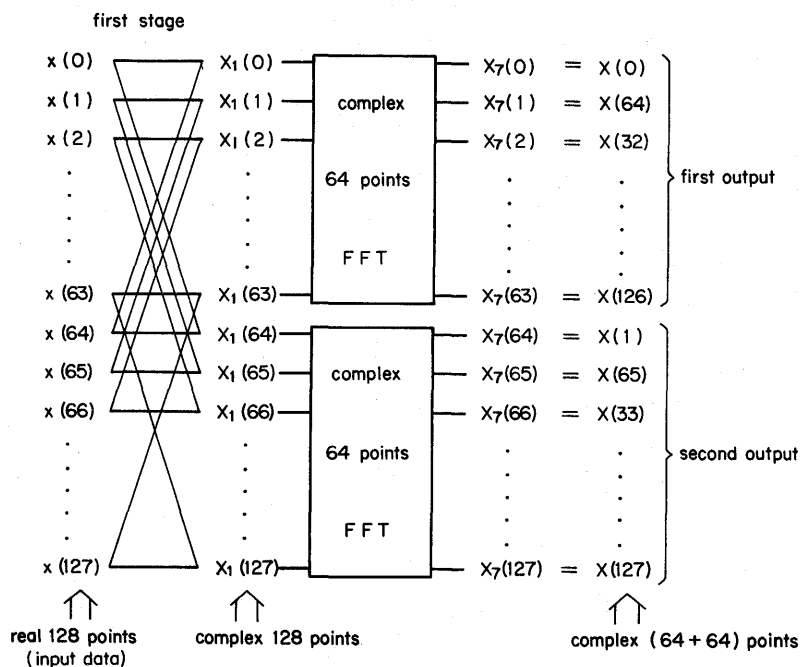 first stage
x (0) X₁ (0) X₇(0) = X(0)
x (1) X₁ (1) complex X₇(1) = X(64)
x (2) X₁ (2) X₇(2) = X(32)
64 points first output
FFT
x (63) X₁ (63) X₇(63) = X(126)
x (64) X₁ (64) X₇(64) = X(1)
x (65) X₁ (65) complex X₇(65) = X(65)
x (66) X₁ (66) X₇(66) = X(33)
64 points second output
FFT
x (127) X₁ (127) X₇(127) = X(127)
real 128 points complex 128 points complex (64+64) points
(input data)